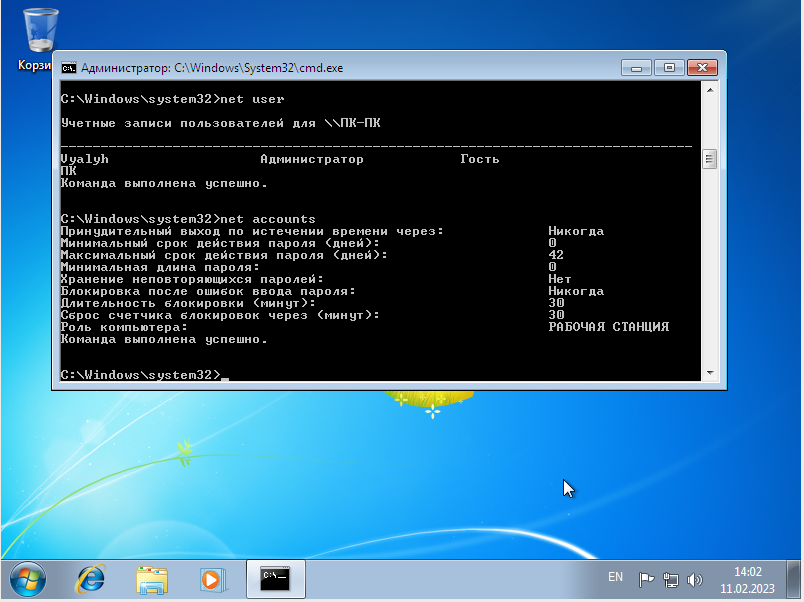 Корзи
Администратор: C:\Windows\System32\cmd.exe
C:\Windows\system32>net user
Учетные записи пользователей для \\ПК-ПК
-------------------------------------------------------------------------------
Vyalyh Администратор Гость
ПК
Команда выполнена успешно.
C:\Windows\system32>net accounts
Принудительный выход по истечении времени через: Никогда
Минимальный срок действия пароля (дней): 0
Максимальный срок действия пароля (дней): 42
Минимальная длина пароля: 0
Хранение неповторяющихся паролей: Нет
Блокировка после ошибок ввода пароля: Никогда
Длительность блокировки (минут): 30
Сброс счетчика блокировок через (минут): 30
Роль компьютера: РАБОЧАЯ СТАНЦИЯ
Команда выполнена успешно.
C:\Windows\system32>_
EN
14:02
11.02.2023